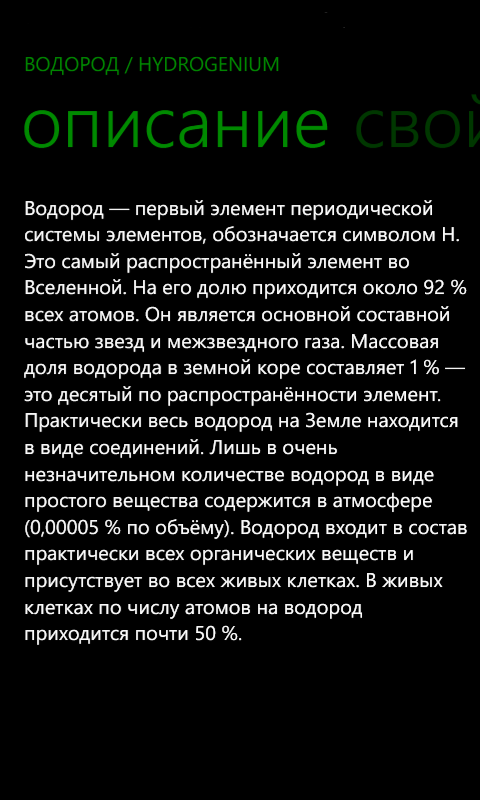 ВОДОРОД / HYDROGENIUM
описание свой
Водород — первый элемент периодической
системы элементов, обозначается символом H.
Это самый распространённый элемент во
Вселенной. На его долю приходится около 92 %
всех атомов. Он является основной составной
частью звезд и межзвездного газа. Массовая
доля водорода в земной коре составляет 1 % —
это десятый по распространённости элемент.
Практически весь водород на Земле находится
в виде соединений. Лишь в очень
незначительном количестве водород в виде
простого вещества содержится в атмосфере
(0,00005 % по объёму). Водород входит в состав
практически всех органических веществ и
присутствует во всех живых клетках. В живых
клетках по числу атомов на водород
приходится почти 50 %.